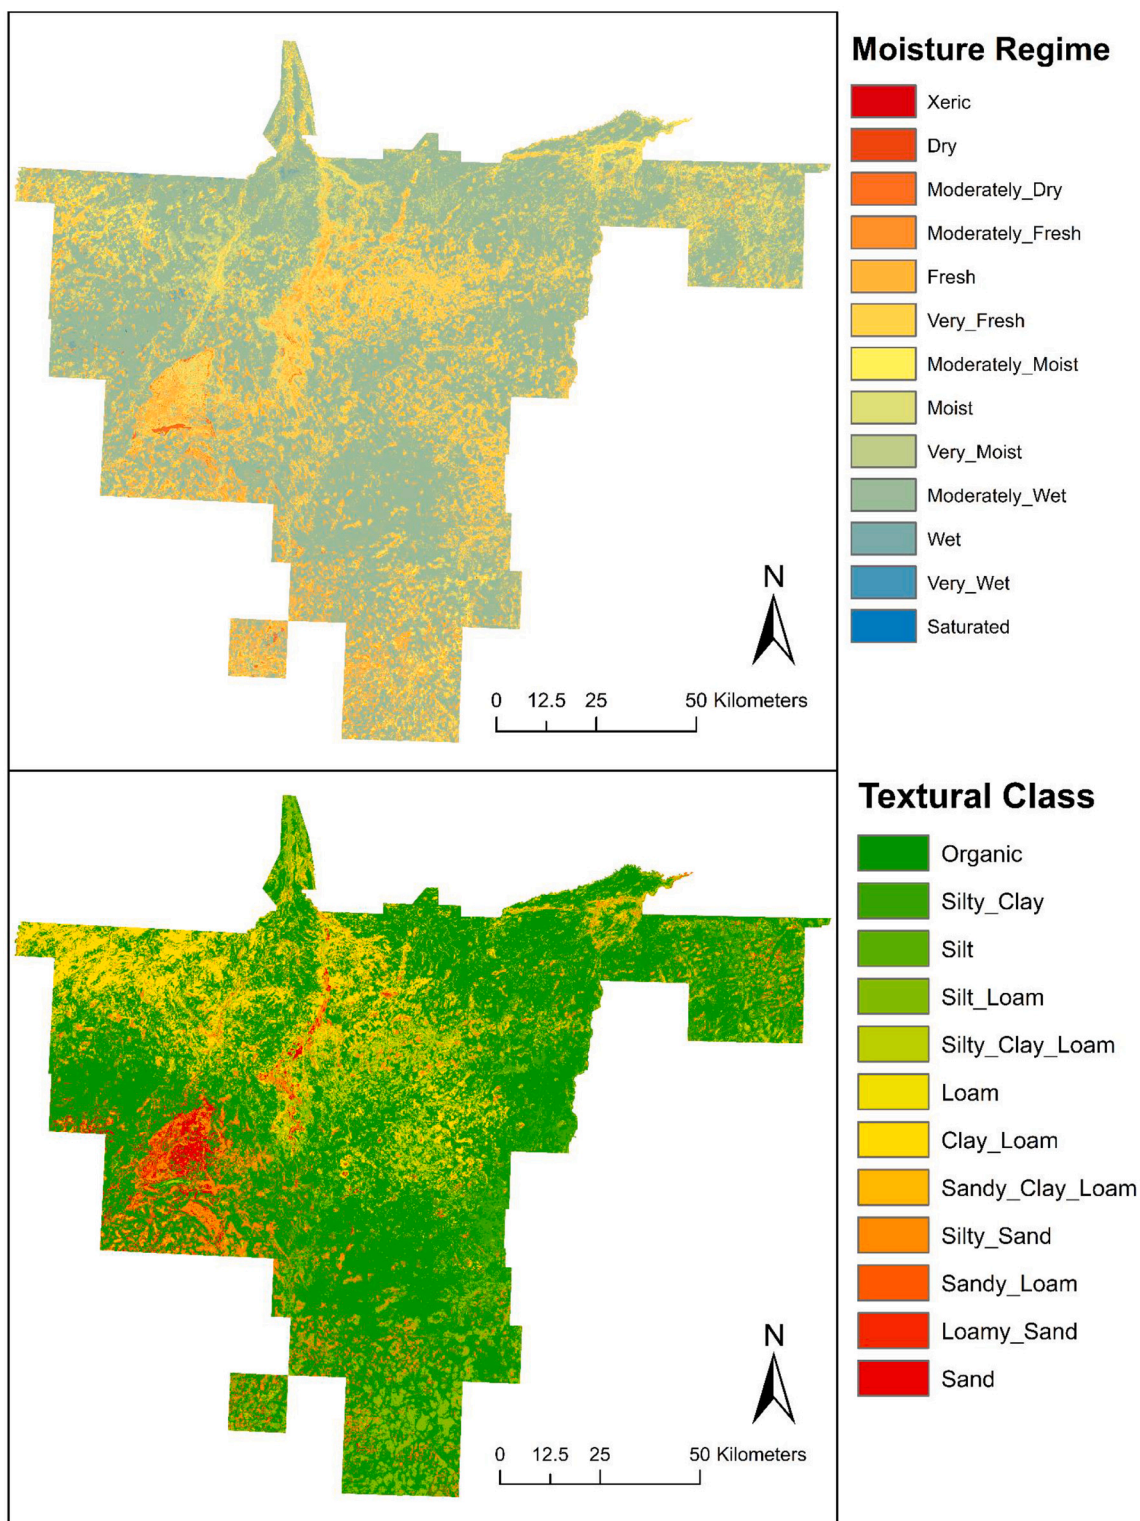 Moisture Regime
Xeric
Dry
Moderately_Dry
Moderately_Fresh
Fresh
Very_Fresh
Moderately_Moist
Moist
Very_Moist
Moderately_Wet
Wet
Very_Wet
Saturated
N
0 12.5 25 50 Kilometers
Textural Class
Organic
Silty_Clay
Silt
Silt_Loam
Silty_Clay_Loam
Loam
Clay_Loam
Sandy_Clay_Loam
Silty_Sand
Sandy_Loam
Loamy_Sand
Sand
N
0 12.5 25 50 Kilometers